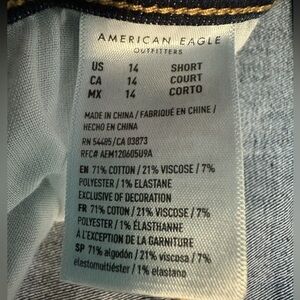 AMERICAN EAGLE
OUTFITTERS
US 14 SHORT
CA 14 COURT
MX 14 CORTO
MADE IN CHINA / FABRIQUÉ EN CHINE /
HECHO EN CHINA
RN 54485/CA 03873
RFC# AEM120605U9A
EN 71% COTTON / 21% VISCOSE / 7%
POLYESTER / 1% ELASTANE
EXCLUSIVE OF DECORATION
FR 71% COTON / 21% VISCOSE / 7%
POLYESTER / 1% ÉLASTHANNE
À L'EXCEPTION DE LA GARNITURE
SP 71% algodón / 21% viscosa / 7%
elastomultiéster / 1% elastano